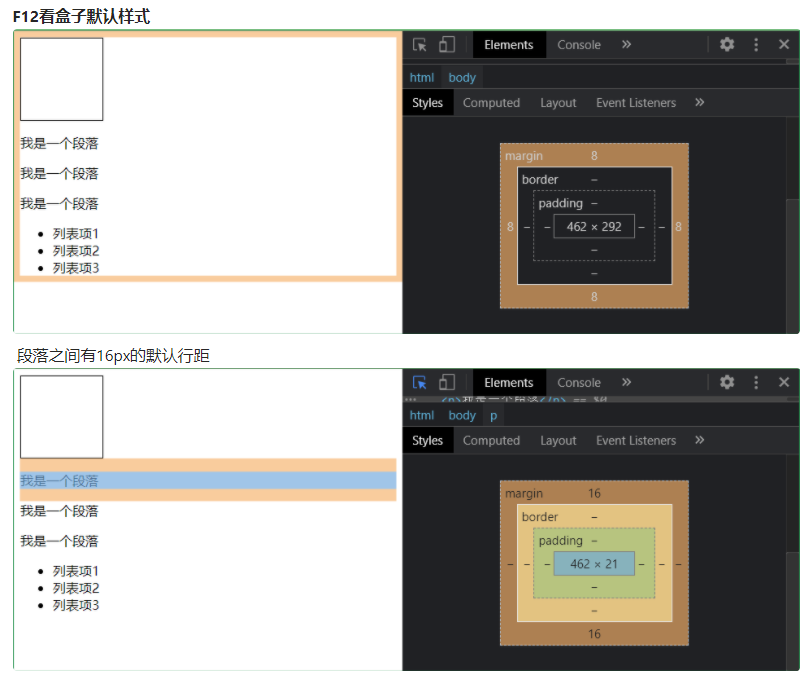 F12看盒子默认样式
Elements Console »
html body
Styles Computed Layout Event Listeners »
我是一个段落
我是一个段落
我是一个段落
• 列表项1
• 列表项2
• 列表项3
margin 8
border –
padding –
8 – – 462 × 292 – – 8
–
–
8
段落之间有16px的默认行距
Elements Console »
html body p
Styles Computed Layout Event Listeners »
我是一个段落
我是一个段落
我是一个段落
• 列表项1
• 列表项2
• 列表项3
margin 16
border –
padding –
– – – 462 × 21 – – –
–
–
16